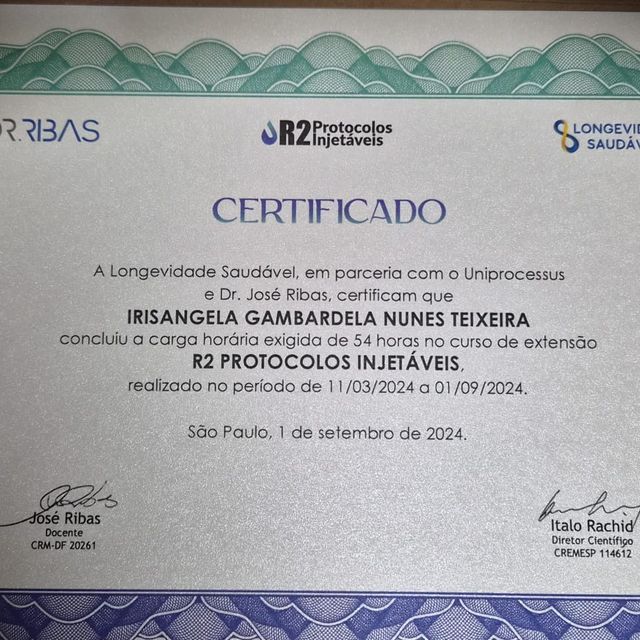 R.RIBAS
R2 Protocolos
Injetáveis
LONGEVID
SAUDÁV
CERTIFICADO
A Longevidade Saudável, em parceria com o Uniprocessus
e Dr. José Ribas, certificam que
IRISANGELA GAMBARDELA NUNES TEIXEIRA
concluiu a carga horária exigida de 54 horas no curso de extensão
R2 PROTOCOLOS INJETÁVEIS,
realizado no período de 11/03/2024 a 01/09/2024.
São Paulo, 1 de setembro de 2024.
José Ribas
Docente
CRM-DF 20261
Italo Rachid
Diretor Científico
CREMESP 114612